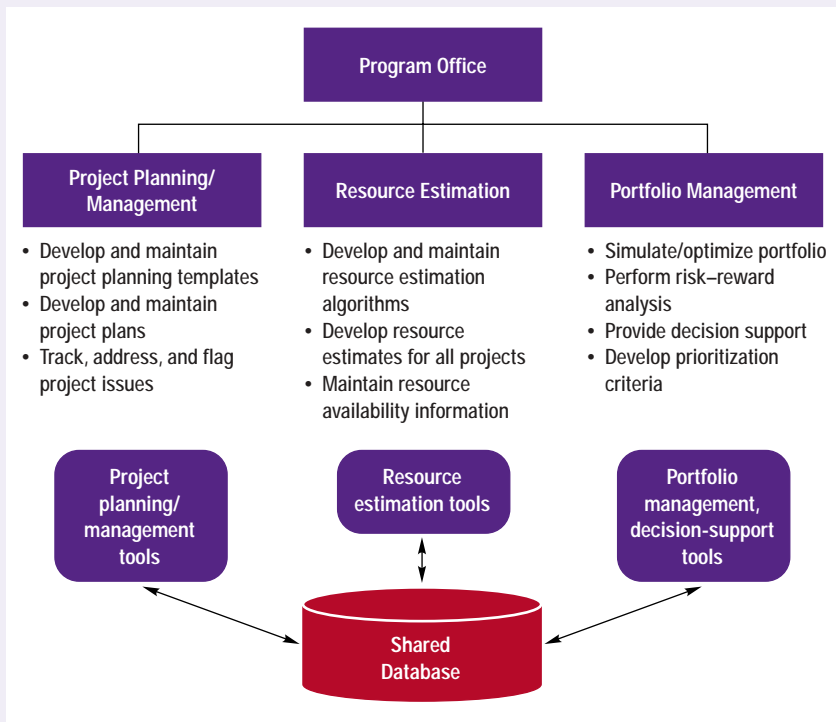 Program Office
Project Planning/
Management
Resource Estimation
Portfolio Management
• Develop and maintain
project planning templates
• Develop and maintain
project plans
• Track, address, and flag
project issues
• Develop and maintain
resource estimation
algorithms
• Develop resource
estimates for all projects
• Maintain resource
availability information
• Simulate/optimize portfolio
• Perform risk–reward
analysis
• Provide decision support
• Develop prioritization
criteria
Project
planning/
management
tools
Resource
estimation tools
Portfolio
management,
decision-support
tools
Shared
Database